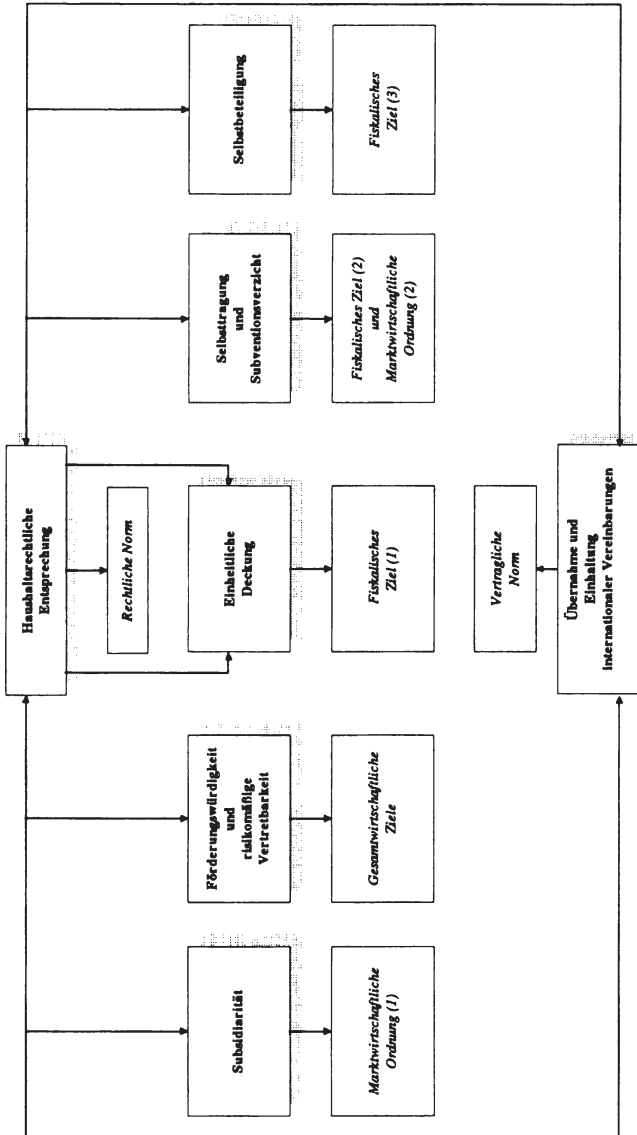 Haushaltsrechtliche
Entsprechung
Rechtliche Norm
Subsidiarität
Förderungswürdigkeit
und
risikomäßige
Vertretbarkeit
Einheitliche
Deckung
Selbsttragung
und
Subventionsverzicht
Selbstbeteiligung
Marktwirtschaftliche
Ordnung (1)
Gesamtwirtschaftliche
Ziele
Fiskalisches
Ziel (1)
Fiskalisches Ziel (2)
und
Marktwirtschaftliche
Ordnung (2)
Fiskalisches
Ziel (3)
Vertragliche
Norm
Übernahme und
Einhaltung
internationaler Vereinbarungen